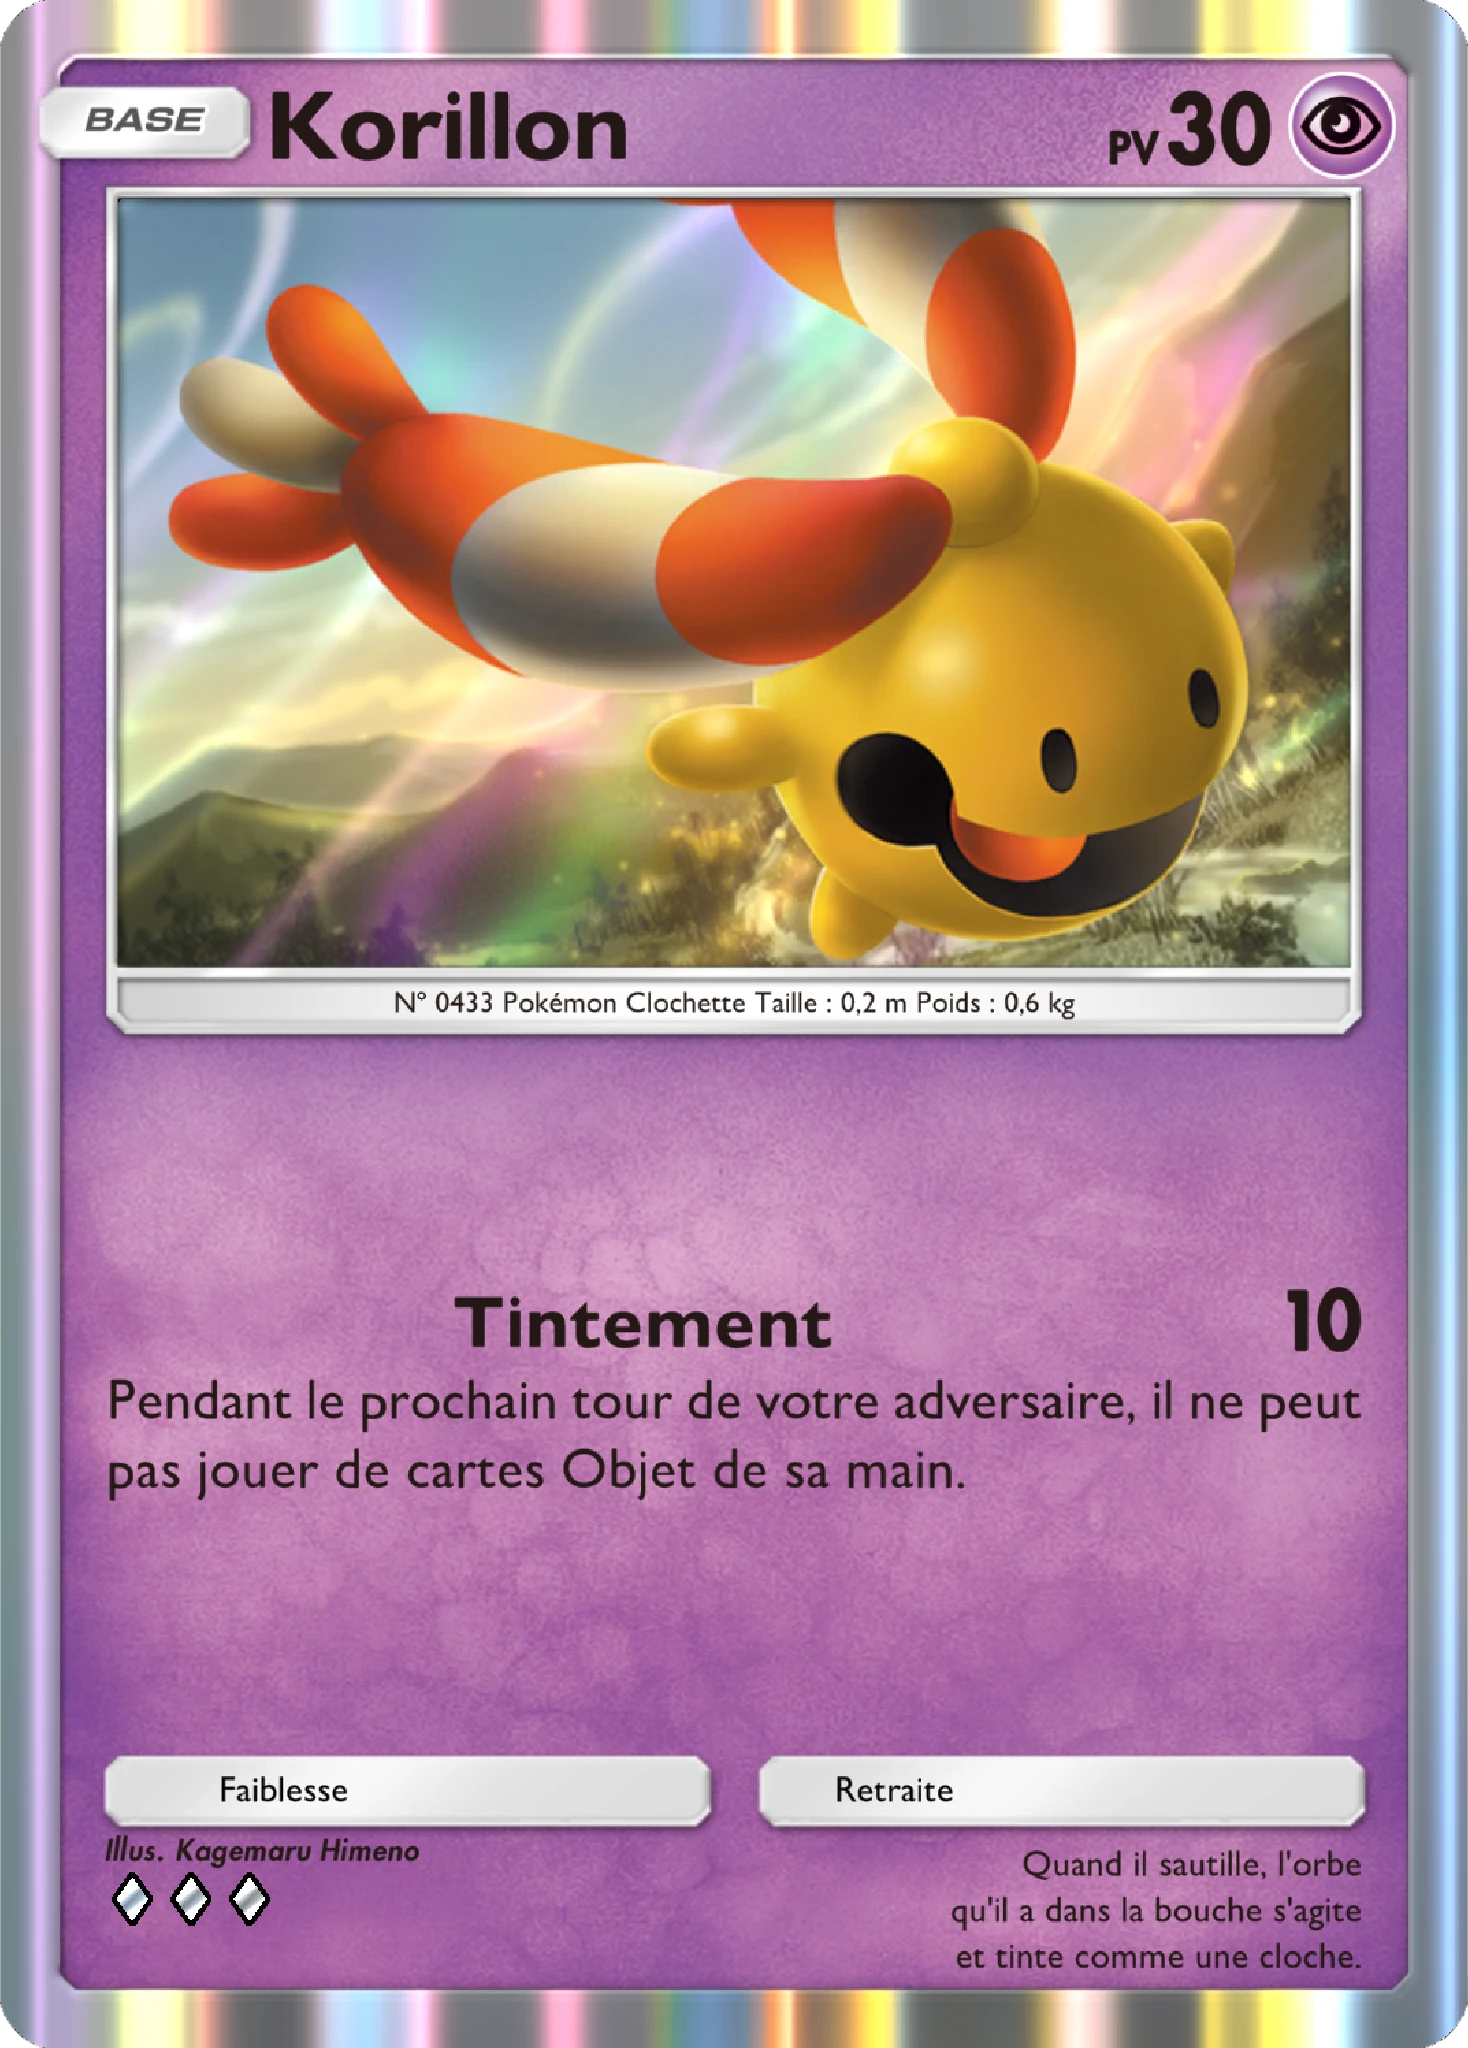 BASE Korillon PV 30
N° 0433 Pokémon Clochette Taille : 0,2 m Poids : 0,6 kg
Tintement 10
Pendant le prochain tour de votre adversaire, il ne peut
pas jouer de cartes Objet de sa main.
Faiblesse Retraite
Illus. Kagemaru Himeno
Quand il sautille, l'orbe
qu'il a dans la bouche s'agite
et tinte comme une cloche.